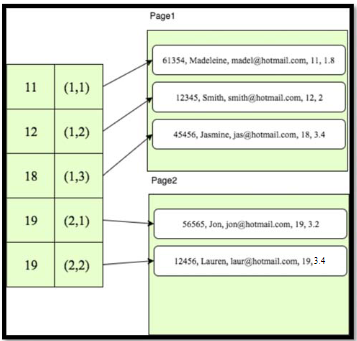 Page1
61354, Madeleine, madel@hotmail.com, 11, 1.8
11 (1,1)
12345, Smith, smith@hotmail.com, 12, 2
12 (1,2)
45456, Jasmine, jas@hotmail.com, 18, 3.4
18 (1,3)
Page2
19 (2,1)
56565, Jon, jon@hotmail.com, 19, 3.2
19 (2,2)
12456, Lauren, laur@hotmail.com, 19,3.4